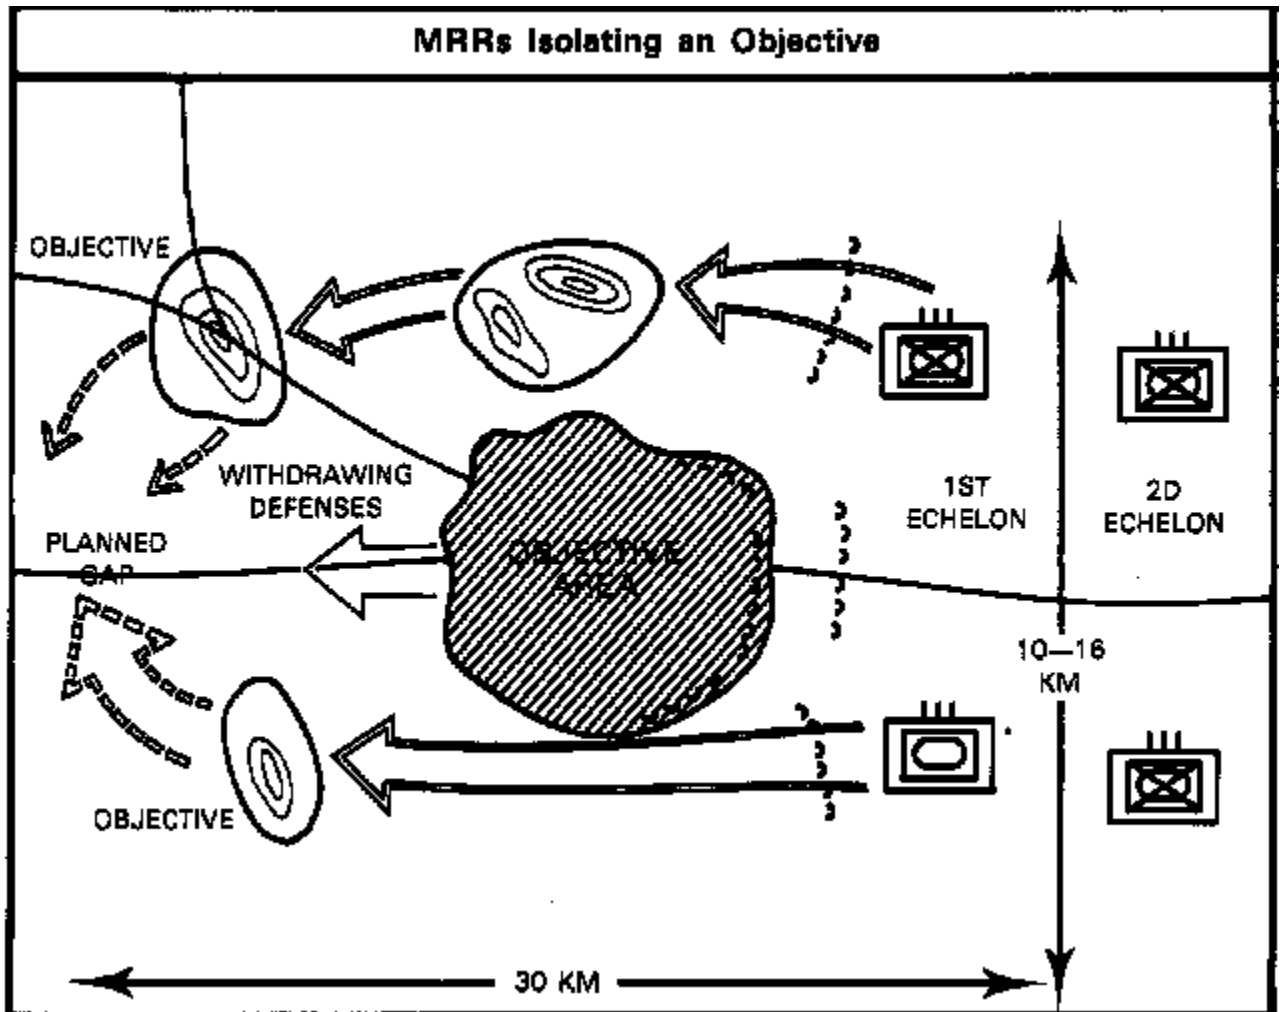 MRRs Isolating an Objective
OBJECTIVE
WITHDRAWING
DEFENSES
PLANNED
GAP
OBJECTIVE
AREA
1ST
ECHELON
2D
ECHELON
10—16
KM
OBJECTIVE
30 KM